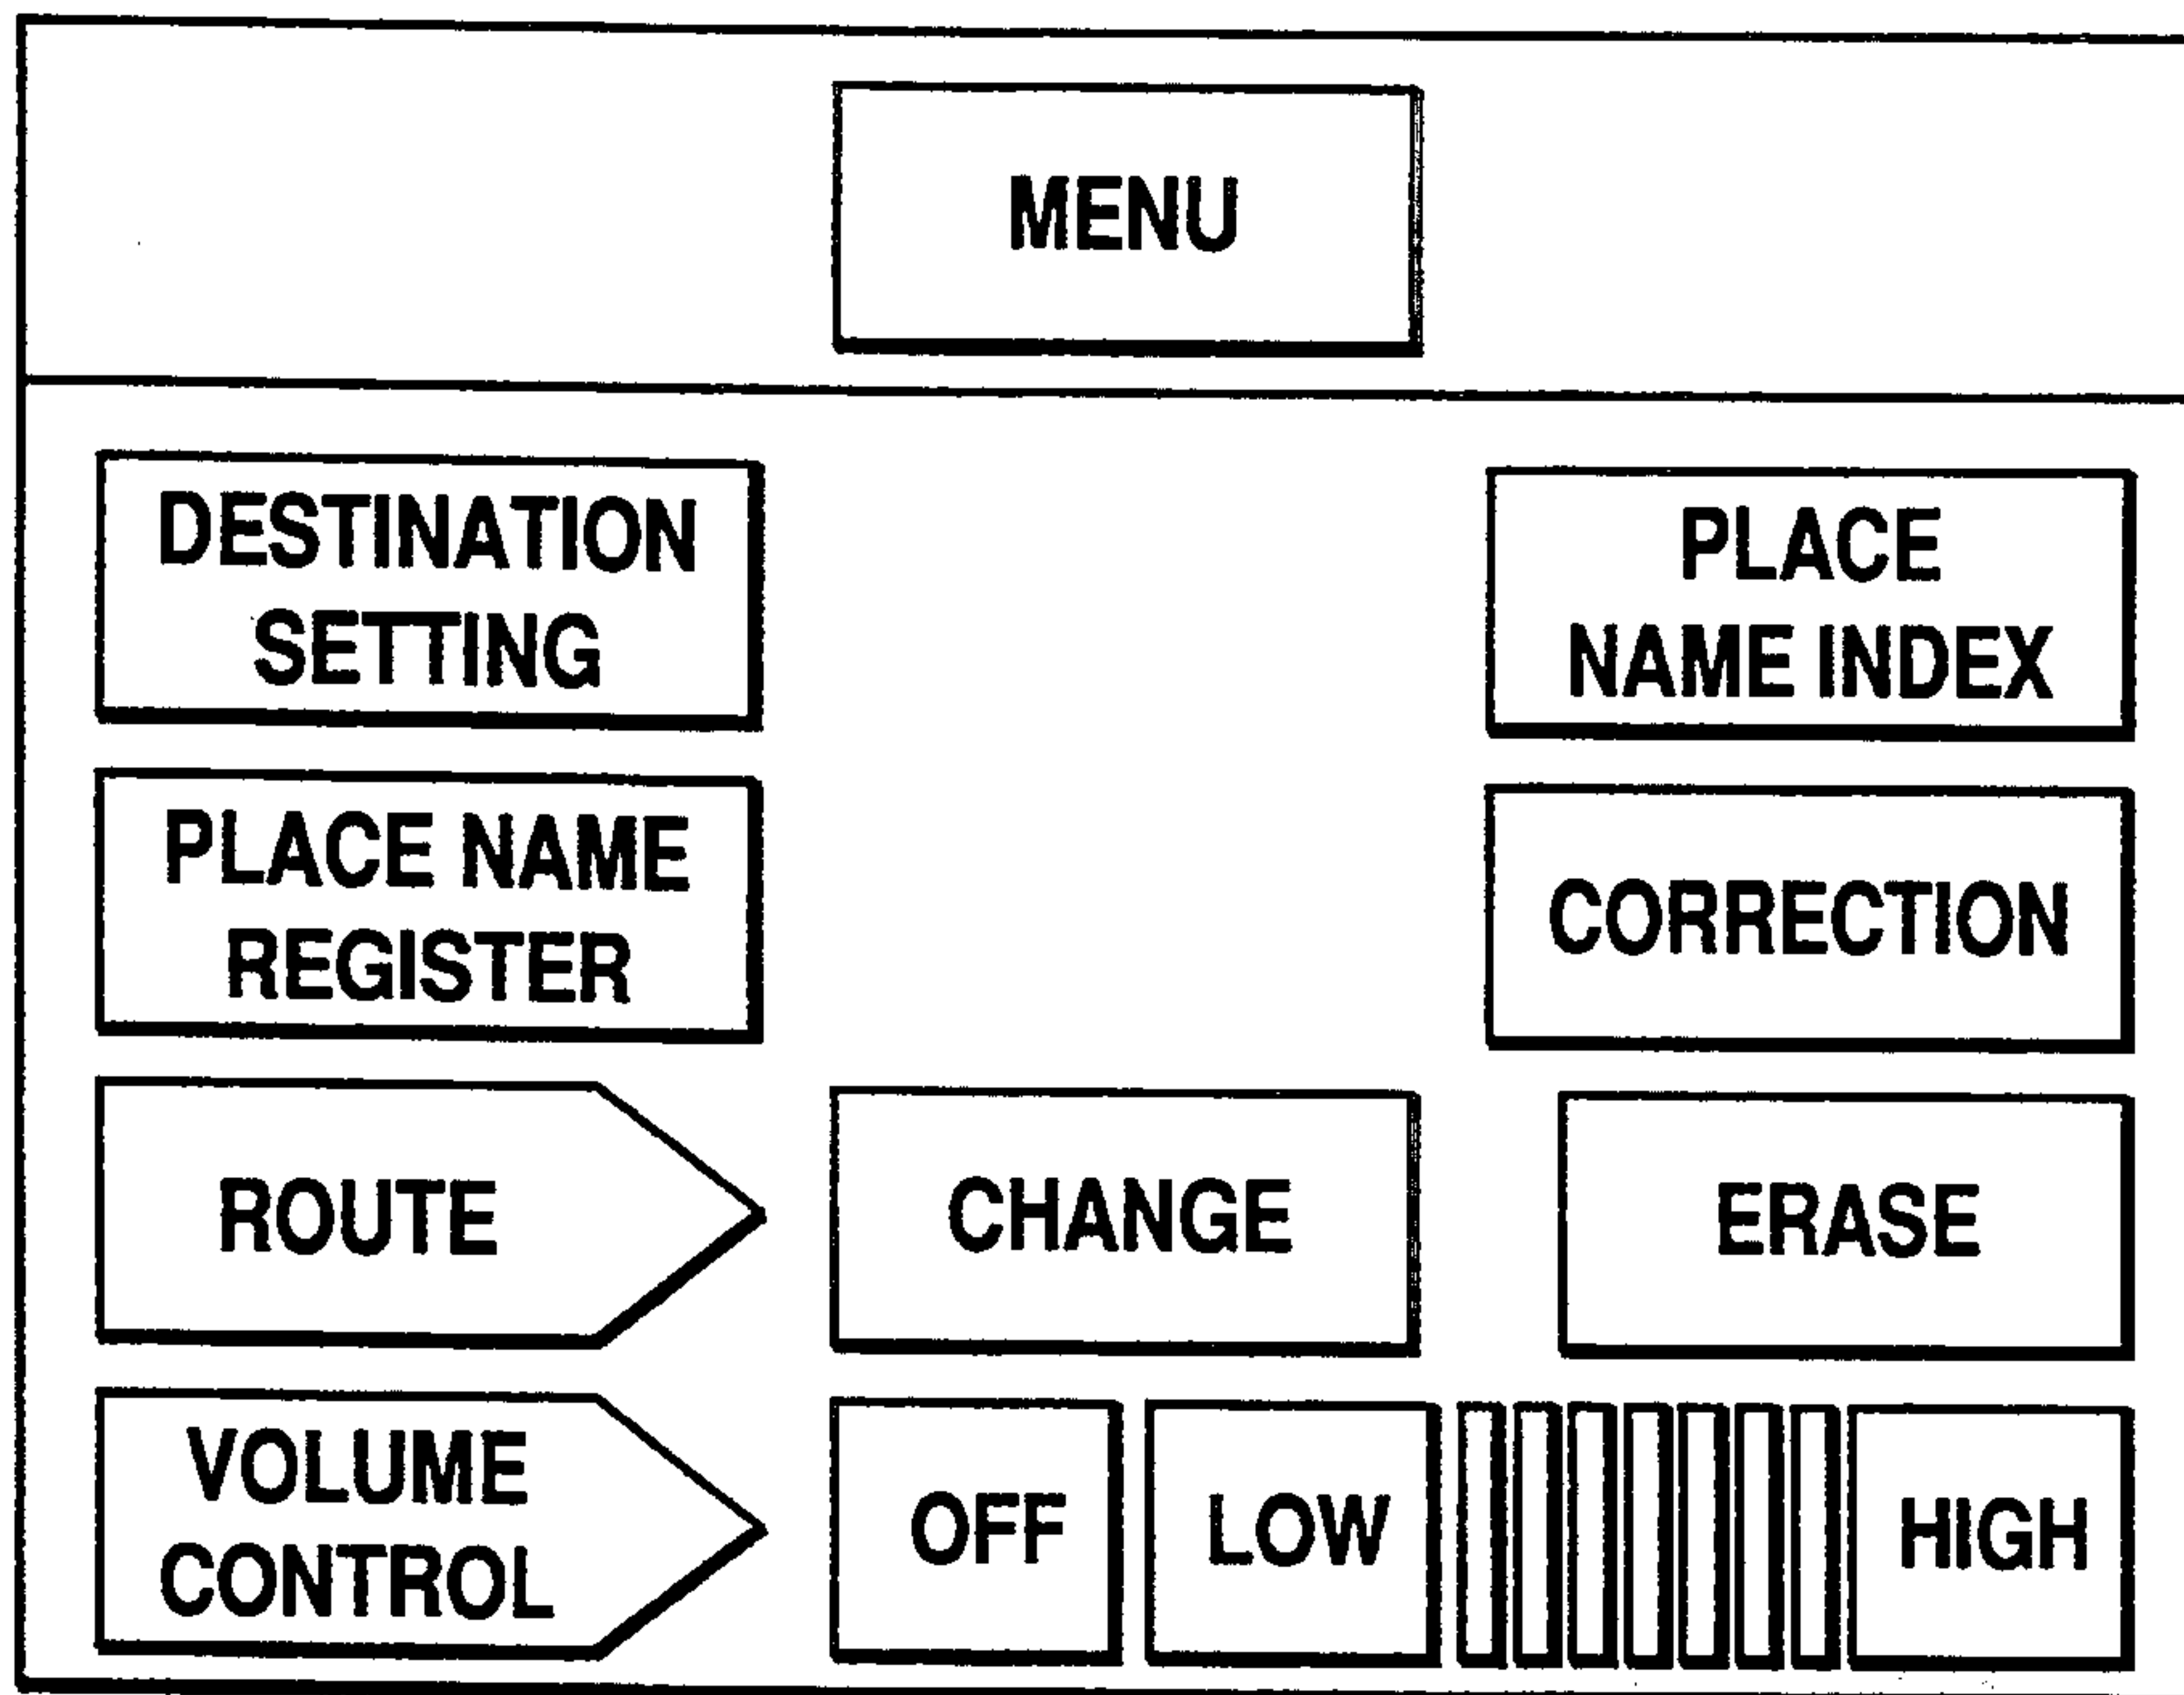 MENU
DESTINATION
SETTING
PLACE
NAME INDEX
PLACE NAME
REGISTER
CORRECTION
ROUTE
CHANGE
ERASE
VOLUME
CONTROL
OFF
LOW
HIGH